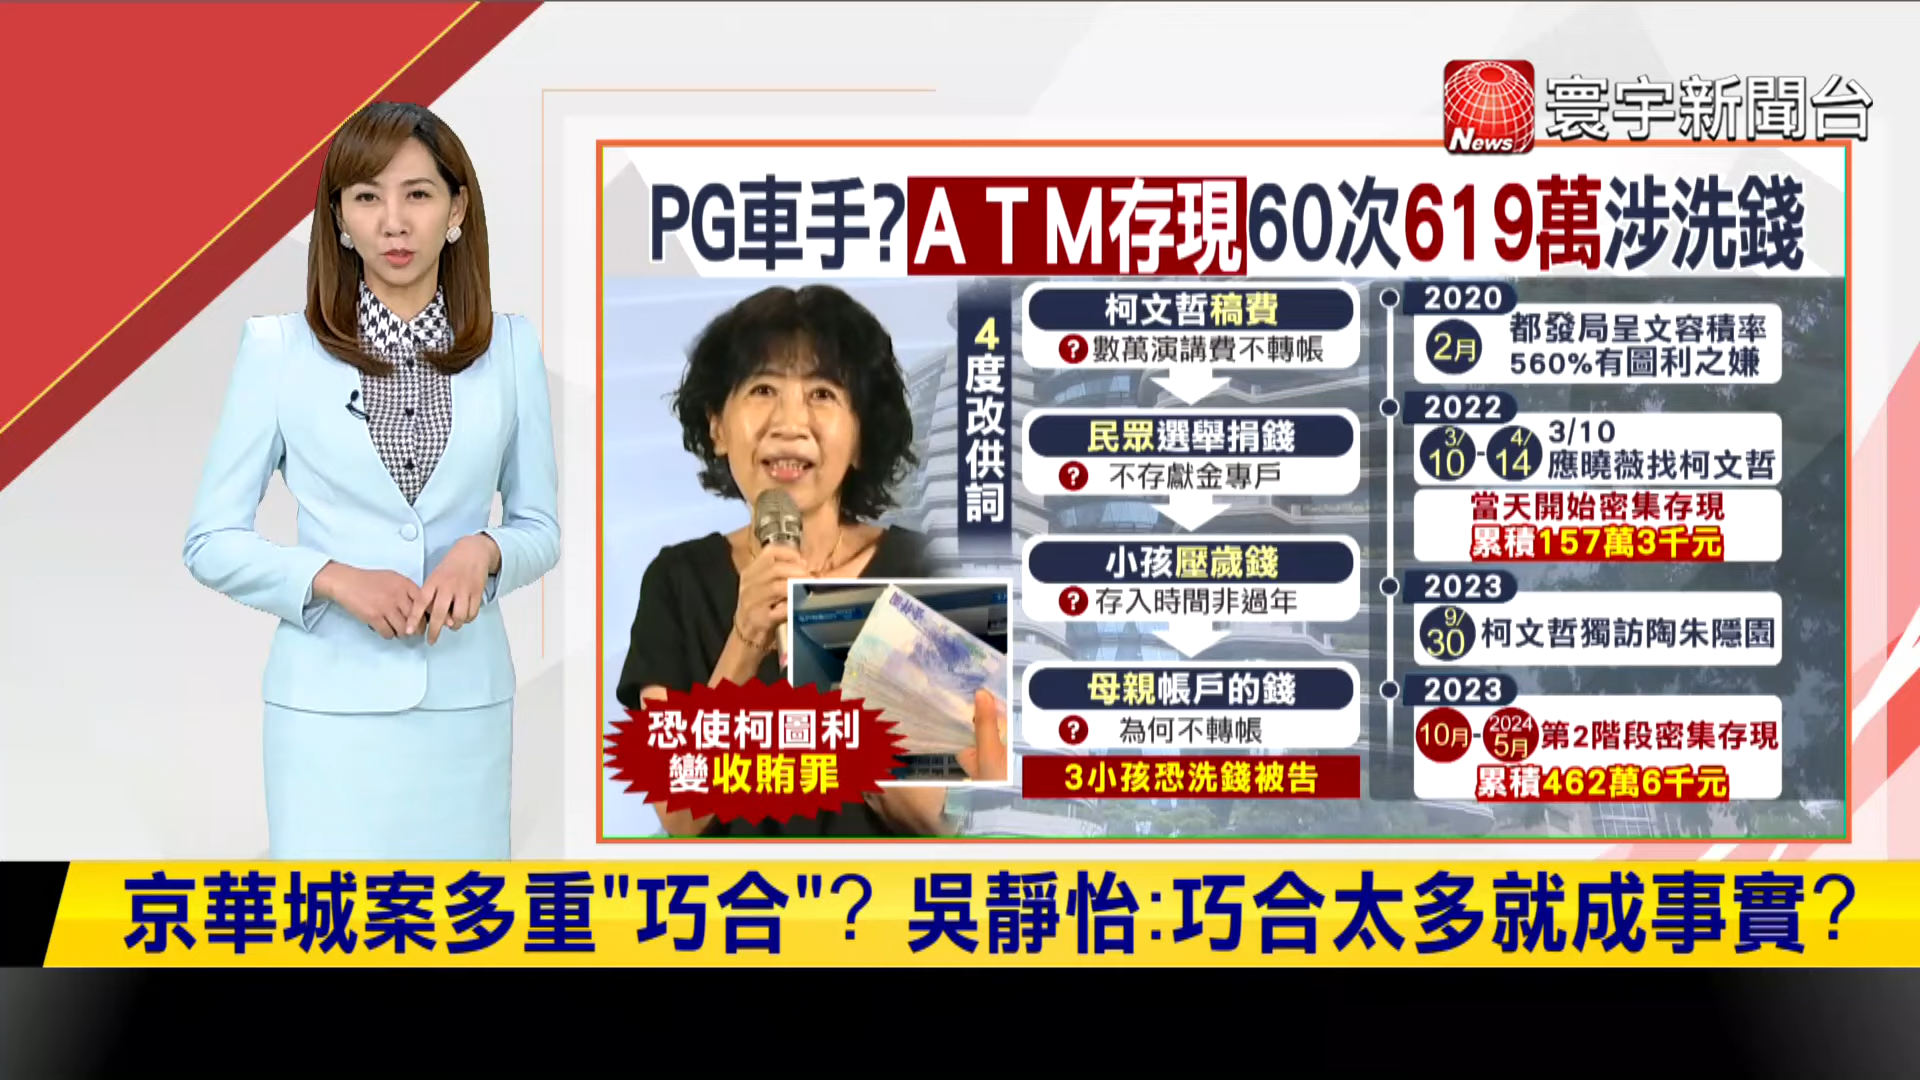 News 寰宇新聞台
PG車手?ATM存現60次619萬涉洗錢
4度改供詞
柯文哲稿費
?數萬演講費不轉帳
民眾選舉捐錢
?不存獻金專戶
小孩壓歲錢
?存入時間非過年
母親帳戶的錢
?為何不轉帳
3小孩恐洗錢被告
恐使柯圖利
變收賄罪
2020
2月
都發局呈文容積率
560%有圖利之嫌
2022
3/10-4/14
3/10
應曉薇找柯文哲
當天開始密集存現
累積157萬3千元
2023
9/30 柯文哲獨訪陶朱隱園
2023
10月-2024 5月 第2階段密集存現
累積462萬6千元
京華城案多重"巧合"? 吳靜怡:巧合太多就成事實?